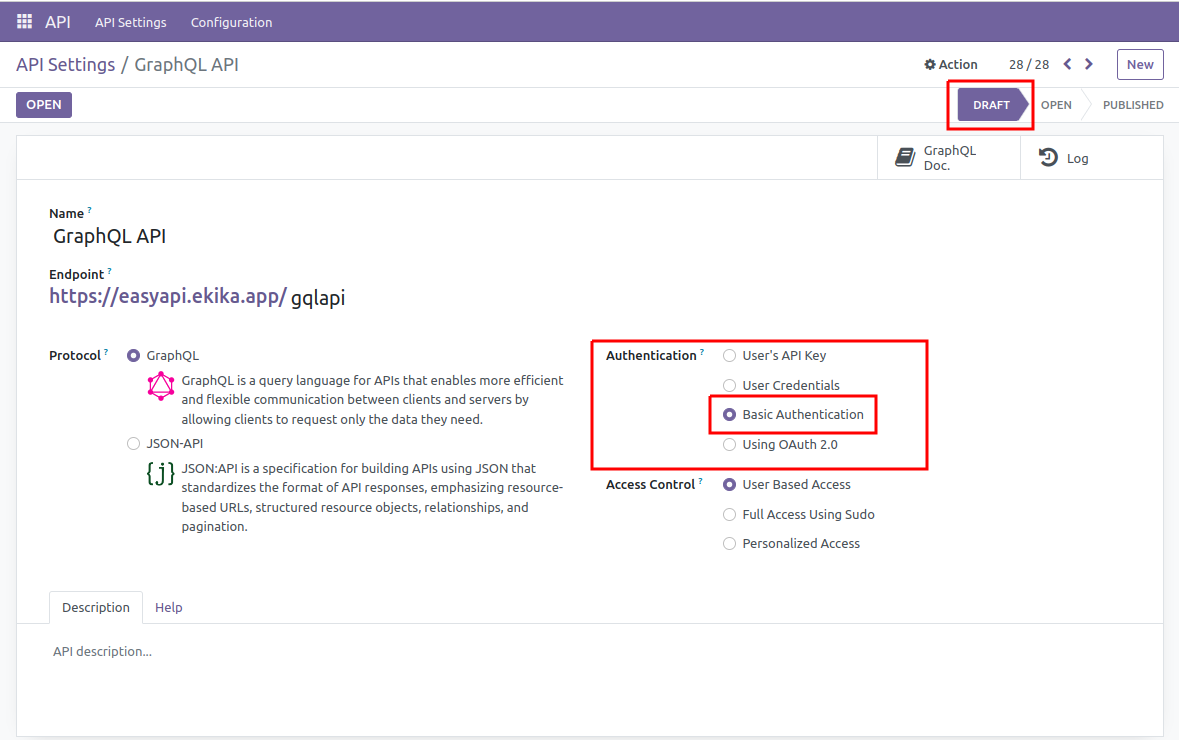 API API Settings Configuration
API Settings / GraphQL API
Action 28 / 28 New
OPEN DRAFT OPEN PUBLISHED
GraphQL
Doc.
Log
Name ?
GraphQL API
Endpoint ?
https://easyapi.ekika.app/ gqlapi
Protocol ? GraphQL
GraphQL is a query language for APIs that enables more efficient
and flexible communication between clients and servers by
allowing clients to request only the data they need.
JSON-API
{j} JSON:API is a specification for building APIs using JSON that
standardizes the format of API responses, emphasizing resource-
based URLs, structured resource objects, relationships, and
pagination.
Authentication ? User's API Key
User Credentials
Basic Authentication
Using OAuth 2.0
Access Control ? User Based Access
Full Access Using Sudo
Personalized Access
Description Help
API description...